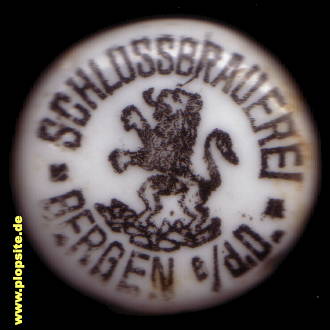 SCHLOSSBRAUEREI
* BERGEN a/d.D. *
www.plopsite.de